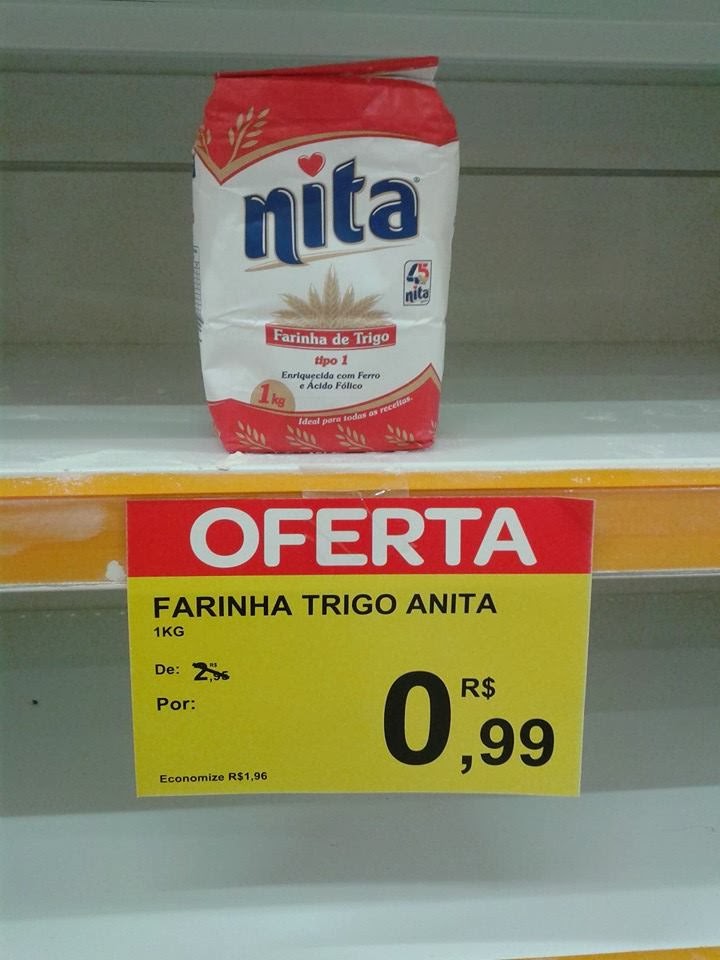 nita
45
nita
Farinha de Trigo
tipo 1
Enriquecida com Ferro
e Ácido Fólico
1kg
Ideal para todas as receitas.
OFERTA
FARINHA TRIGO ANITA
1KG
De: R$ 2,95
Por: R$ 0,99
Economize R$1,96